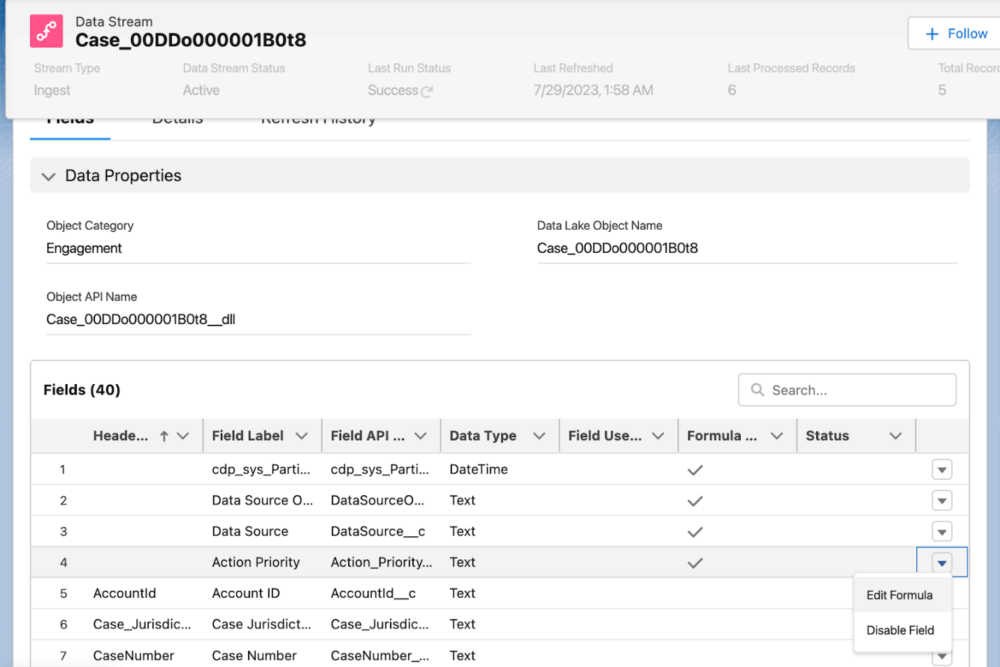 Data Stream
Case_00DDo000001B0t8
+ Follow
Stream Type Data Stream Status Last Run Status Last Refreshed Last Processed Records Total Recor
Ingest Active Success 7/29/2023, 1:58 AM 6 5
Fields Details Refresh History
Data Properties
Object Category Data Lake Object Name
Engagement Case_00DDo000001B0t8
Object API Name
Case_00DDo000001B0t8__dll
Fields (40) Search...
Heade... Field Label Field API ... Data Type Field Use... Formula ... Status
1 cdp_sys_Parti... cdp_sys_Parti... DateTime
2 Data Source O... DataSourceO... Text
3 Data Source DataSource__c Text
4 Action Priority Action_Priority... Text
5 AccountId Account ID AccountId__c Text
Edit Formula
6 Case_Jurisdic... Case Jurisdict... Case_Jurisdic... Text
Disable Field
7 CaseNumber Case Number CaseNumber_... Text